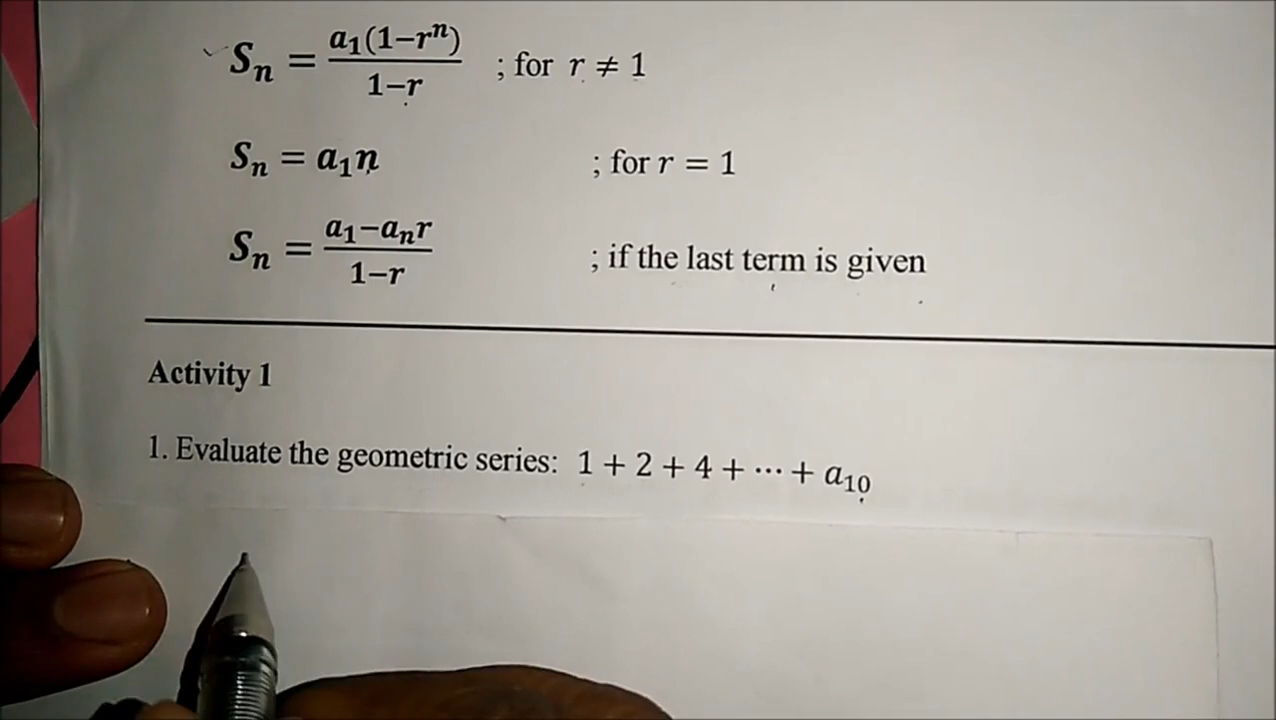 Sₙ = a₁(1−rⁿ)/1−r ; for r ≠ 1
Sₙ = a₁n ; for r = 1
Sₙ = a₁−aₙr/1−r ; if the last term is given
Activity 1
1. Evaluate the geometric series: 1 + 2 + 4 + ⋯ + a₁₀